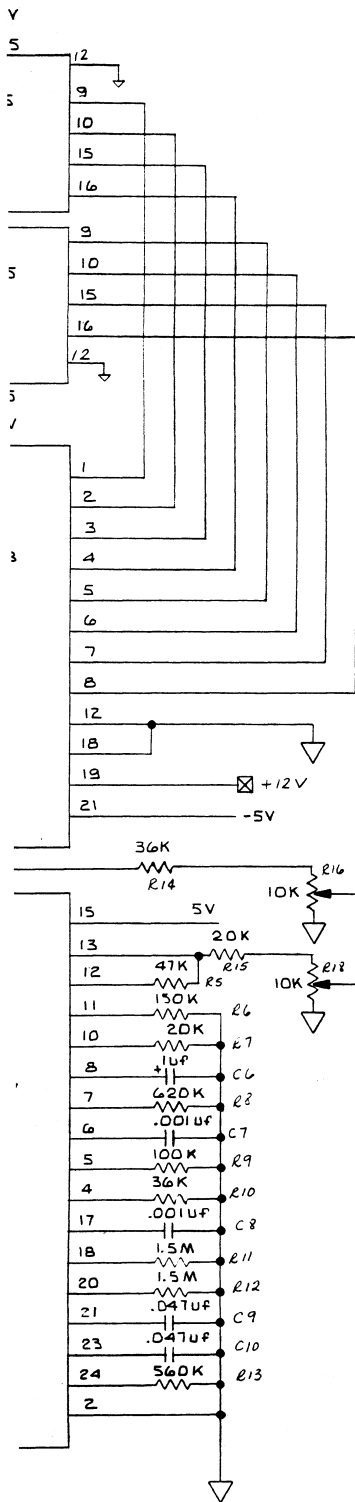 V
5
12
9
5
10
15
16
9
5
10
15
16
12
5
V
1
2
3
B
4
5
6
7
8
12
18
19 +12V
21 -5V
36K
R14 R16
10K
15 5V
13 20K
R15 R18
12 47K R5 10K
11 150K R6
10 20K R7
8 +1uf C6
7 620K R8
6 .001uf C7
5 100K R9
4 36K R10
17 .001uf C8
18 1.5M R11
20 1.5M R12
21 .047uf C9
23 .047uf C10
24 560K R13
2